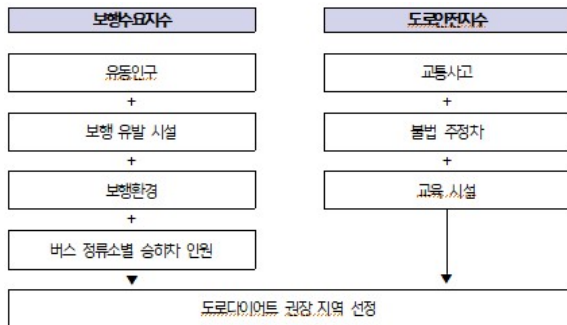 보행수요지수
유동인구
+
보행 유발 시설
+
보행환경
+
버스 정류소별 승하차 인원
도로안전지수
교통사고
+
불법 주정차
+
교육 시설
도로다이어트 권장 지역 선정